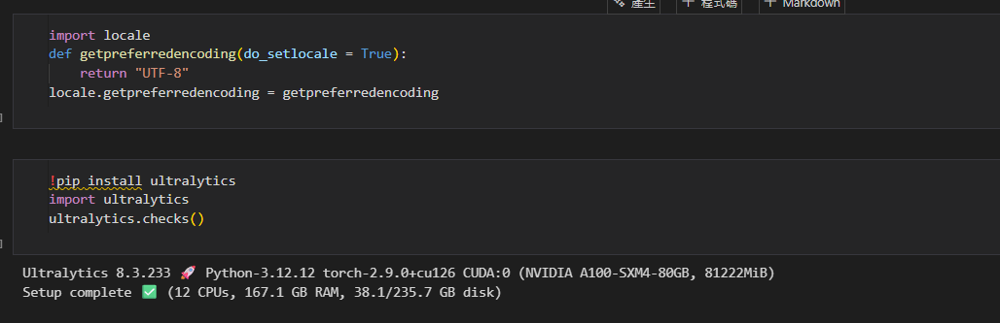 產生 程式碼 Markdown
import locale
def getpreferredencoding(do_setlocale = True):
    return "UTF-8"
locale.getpreferredencoding = getpreferredencoding
]
!pip install ultralytics
import ultralytics
ultralytics.checks()
]
Ultralytics 8.3.233 🚀 Python-3.12.12 torch-2.9.0+cu126 CUDA:0 (NVIDIA A100-SXM4-80GB, 81222MiB)
Setup complete ✅ (12 CPUs, 167.1 GB RAM, 38.1/235.7 GB disk)